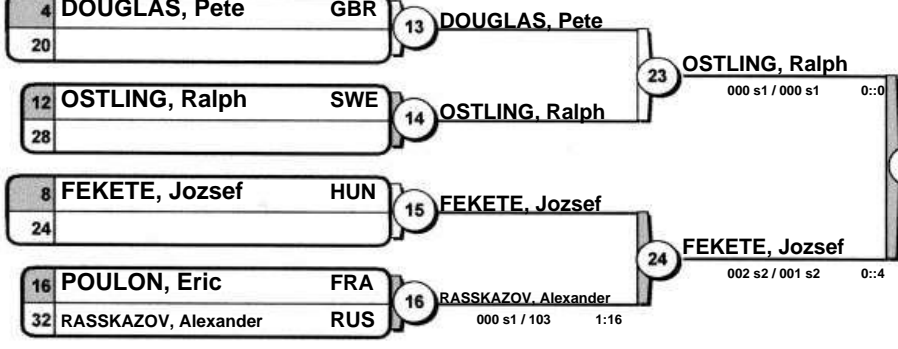 4 DOUGLAS, Pete GBR
20
13 DOUGLAS, Pete
12 OSTLING, Ralph SWE
28
14 OSTLING, Ralph
23 OSTLING, Ralph
000 s1 / 000 s1 0::0
8 FEKETE, Jozsef HUN
24
15 FEKETE, Jozsef
16 POULON, Eric FRA
32 RASSKAZOV, Alexander RUS
16 RASSKAZOV, Alexander
000 s1 / 103 1:16
24 FEKETE, Jozsef
002 s2 / 001 s2 0::4